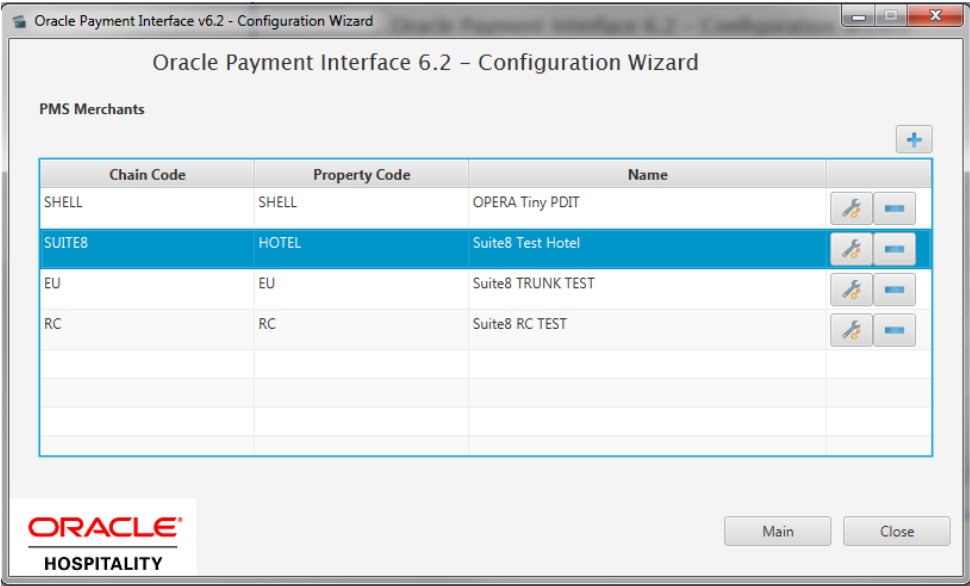 Oracle Payment Interface v6.2 - Configuration Wizard
Oracle Payment Interface 6.2 – Configuration Wizard
PMS Merchants
Chain Code Property Code Name
SHELL SHELL OPERA Tiny PDIT
SUITE8 HOTEL Suite8 Test Hotel
EU EU Suite8 TRUNK TEST
RC RC Suite8 RC TEST
ORACLE®
HOSPITALITY
Main Close